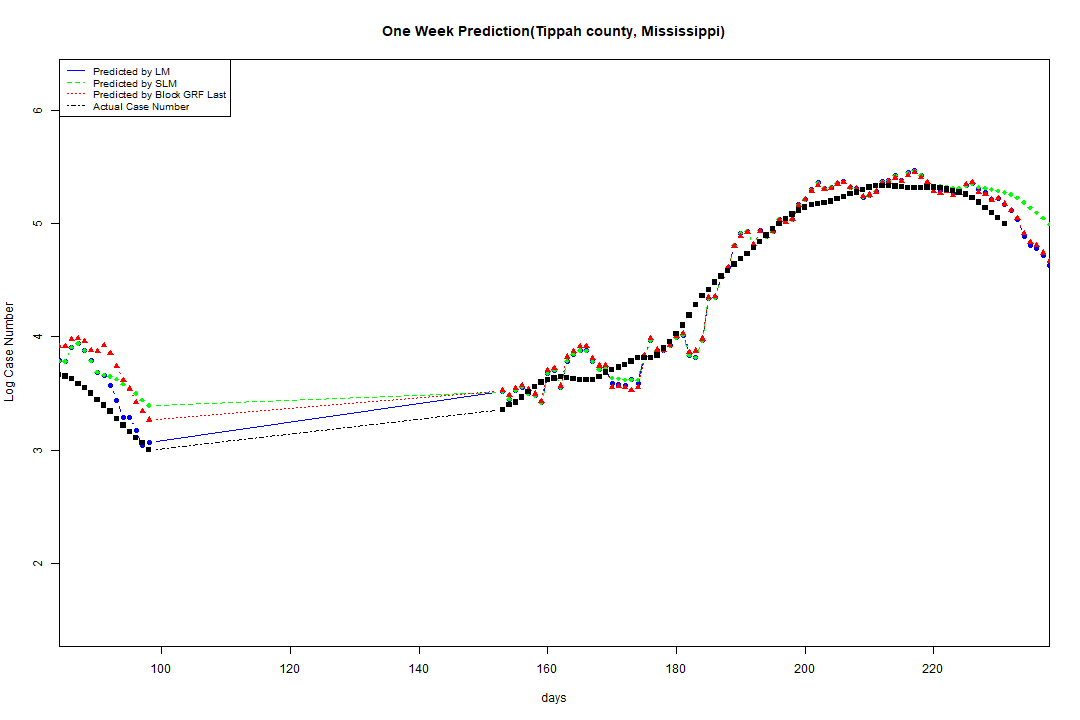 One Week Prediction(Tippah county, Mississippi)
Predicted by LM
Predicted by SLM
Predicted by Block GRF Last
Actual Case Number
6
5
4
3
2
Log Case Number
100 120 140 160 180 200 220
days